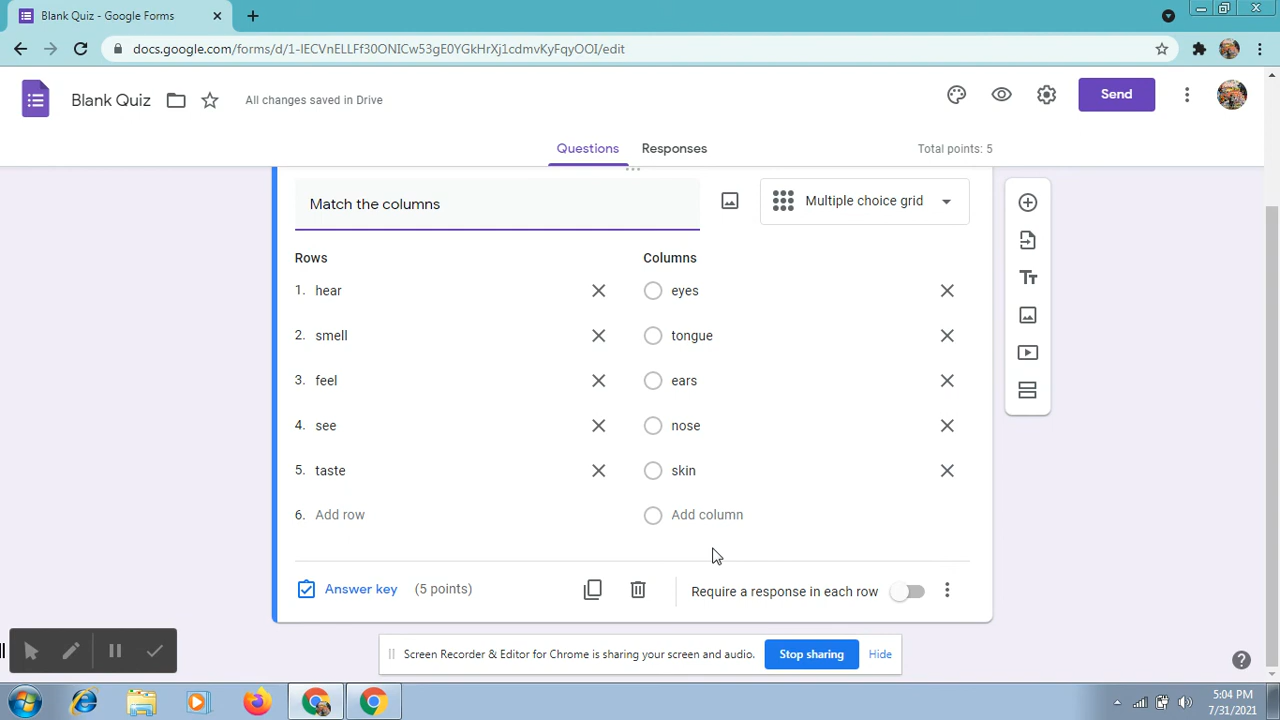 Blank Quiz - Google Forms
docs.google.com/forms/d/1-IECVnELLFf30ONICw53gE0YGkHrXj1cdmvKyFqyOOI/edit
Blank Quiz
All changes saved in Drive
Send
Questions
Responses
Total points: 5
Match the columns
Multiple choice grid
Rows
Columns
1. hear
eyes
2. smell
tongue
3. feel
ears
4. see
nose
5. taste
skin
6. Add row
Add column
Answer key (5 points)
Require a response in each row
Screen Recorder & Editor for Chrome is sharing your screen and audio.
Stop sharing
Hide
5:04 PM
7/31/2021